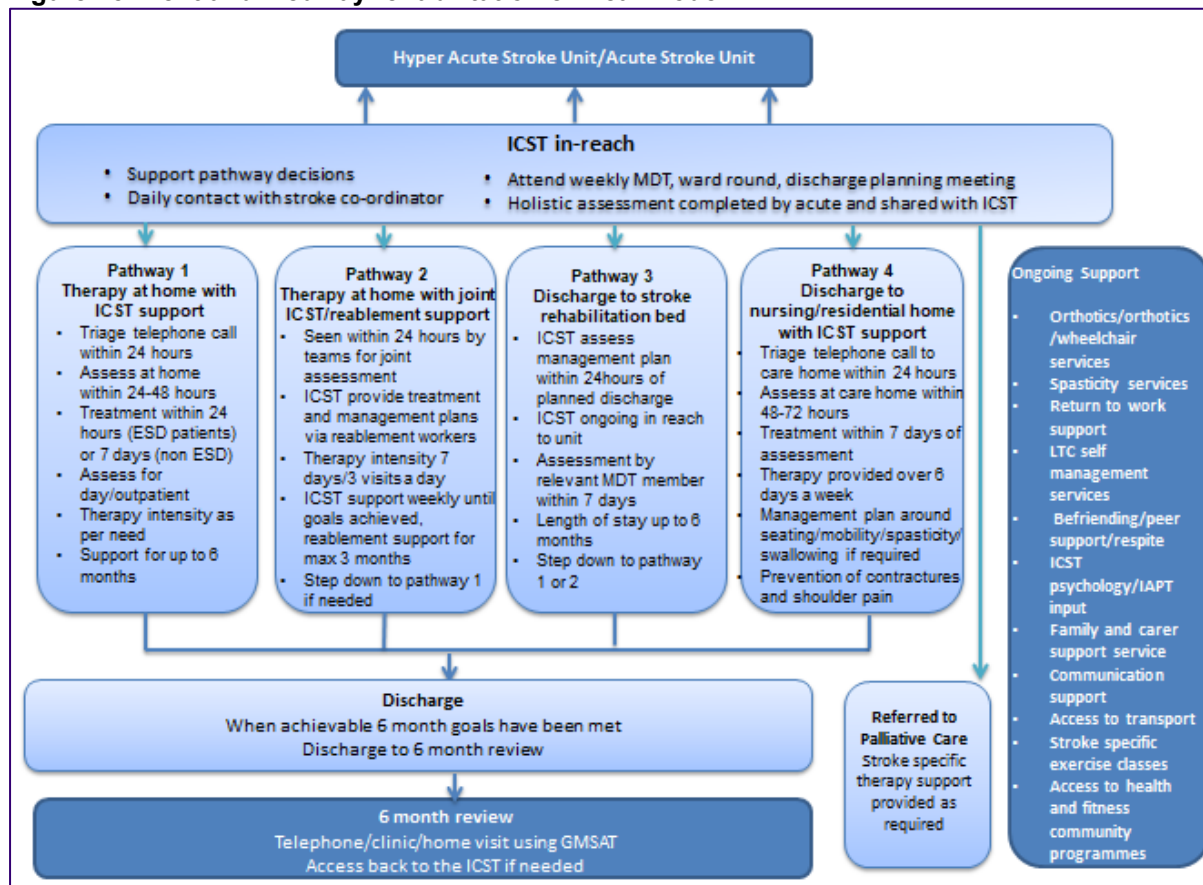 Hyper Acute Stroke Unit/Acute Stroke Unit
ICST in-reach
• Support pathway decisions
• Daily contact with stroke co-ordinator
• Attend weekly MDT, ward round, discharge planning meeting
• Holistic assessment completed by acute and shared with ICST
Pathway 1
Therapy at home with
ICST support
• Triage telephone call
within 24 hours
• Assess at home
within 24-48 hours
• Treatment within 24
hours (ESD patients)
or 7 days (non ESD)
• Assess for
day/outpatient
• Therapy intensity as
per need
• Support for up to 6
months
Pathway 2
Therapy at home with joint
ICST/reablement support
• Seen within 24 hours by
teams for joint
assessment
• ICST provide treatment
and management plans
via reablement workers
• Therapy intensity 7
days/3 visits a day
• ICST support weekly until
goals achieved,
reablement support for
max 3 months
• Step down to pathway 1
if needed
Pathway 3
Discharge to stroke
rehabilitation bed
• ICST assess
management plan
within 24hours of
planned discharge
• ICST ongoing in reach
to unit
• Assessment by
relevant MDT member
within 7 days
• Length of stay up to 6
months
• Step down to pathway
1 or 2
Pathway 4
Discharge to
nursing/residential home
with ICST support
• Triage telephone call to
care home within 24 hours
• Assess at care home within
48-72 hours
• Treatment within 7 days of
assessment
• Therapy provided over 6
days a week
• Management plan around
seating/mobility/spasticity/
swallowing if required
• Prevention of contractures
and shoulder pain
Ongoing Support
• Orthotics/orthotics
/wheelchair
services
• Spasticity services
• Return to work
support
• LTC self
management
services
• Befriending/peer
support/respite
• ICST
psychology/IAPT
input
• Family and carer
support service
• Communication
support
• Access to transport
• Stroke specific
exercise classes
• Access to health
and fitness
community
programmes
Discharge
When achievable 6 month goals have been met
Discharge to 6 month review
Referred to
Palliative Care
Stroke specific
therapy support
provided as
required
6 month review
Telephone/clinic/home visit using GMSAT
Access back to the ICST if needed